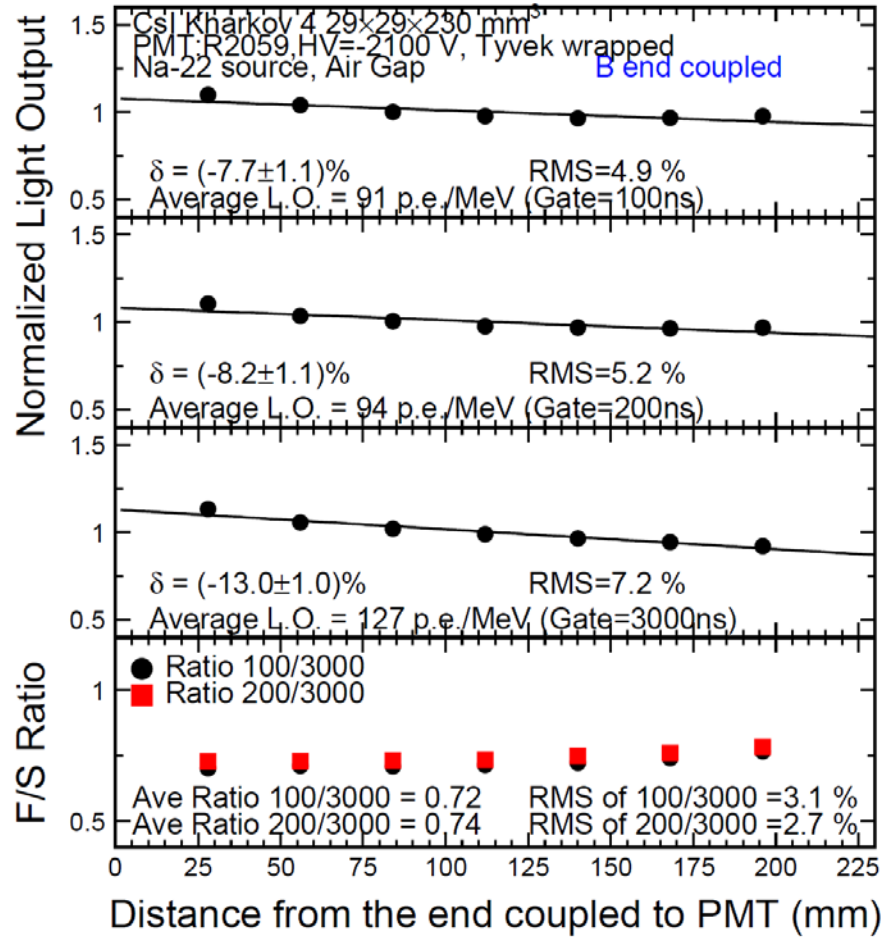 CsI Kharkov 4 29×29×230 mm³
PMT:R2059,HV=-2100 V, Tyvek wrapped
Na-22 source, Air Gap
B end coupled
δ = (-7.7±1.1)%
RMS=4.9 %
Average L.O. = 91 p.e./MeV (Gate=100ns)
1.5
1
0.5
δ = (-8.2±1.1)%
RMS=5.2 %
Average L.O. = 94 p.e./MeV (Gate=200ns)
1.5
1
0.5
δ = (-13.0±1.0)%
RMS=7.2 %
Average L.O. = 127 p.e./MeV (Gate=3000ns)
1.5
1
0.5
Normalized Light Output
Ratio 100/3000
Ratio 200/3000
Ave Ratio 100/3000 = 0.72
RMS of 100/3000 =3.1 %
Ave Ratio 200/3000 = 0.74
RMS of 200/3000 =2.7 %
1
0.5
F/S Ratio
0 25 50 75 100 125 150 175 200 225
Distance from the end coupled to PMT (mm)